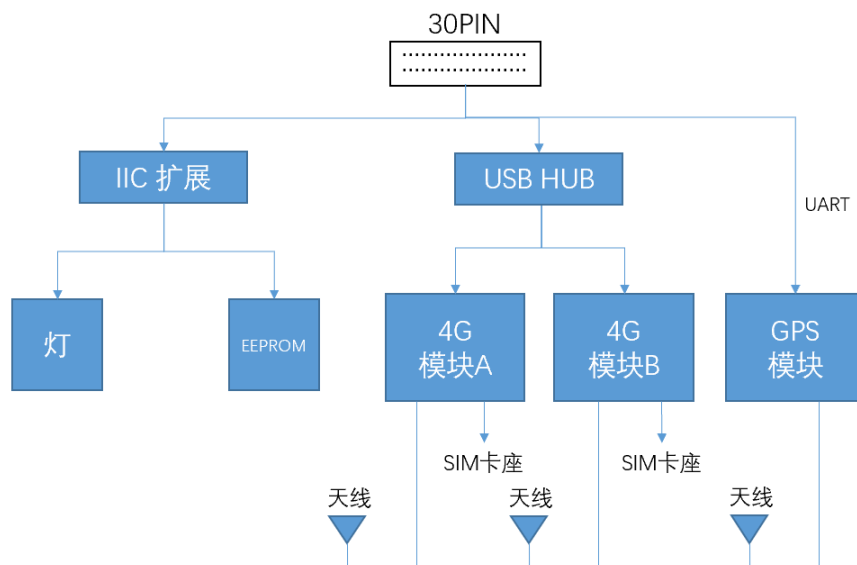 30PIN
IIC 扩展
USB HUB
UART
灯
EEPROM
4G
模块A
4G
模块B
GPS
模块
SIM卡座
SIM卡座
天线
天线
天线